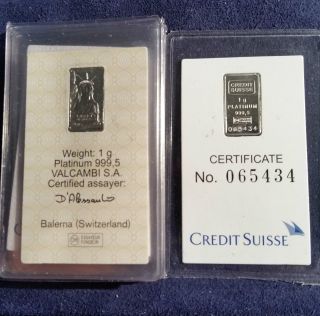 Weight: 1 g
Platinum 999,5
VALCAMBI S.A.
Certified assayer:
Balerna (Switzerland)
CREDIT
SUISSE
1 g
PLATINUM
999,5
065434
CERTIFICATE
No. 065434
CREDIT SUISSE